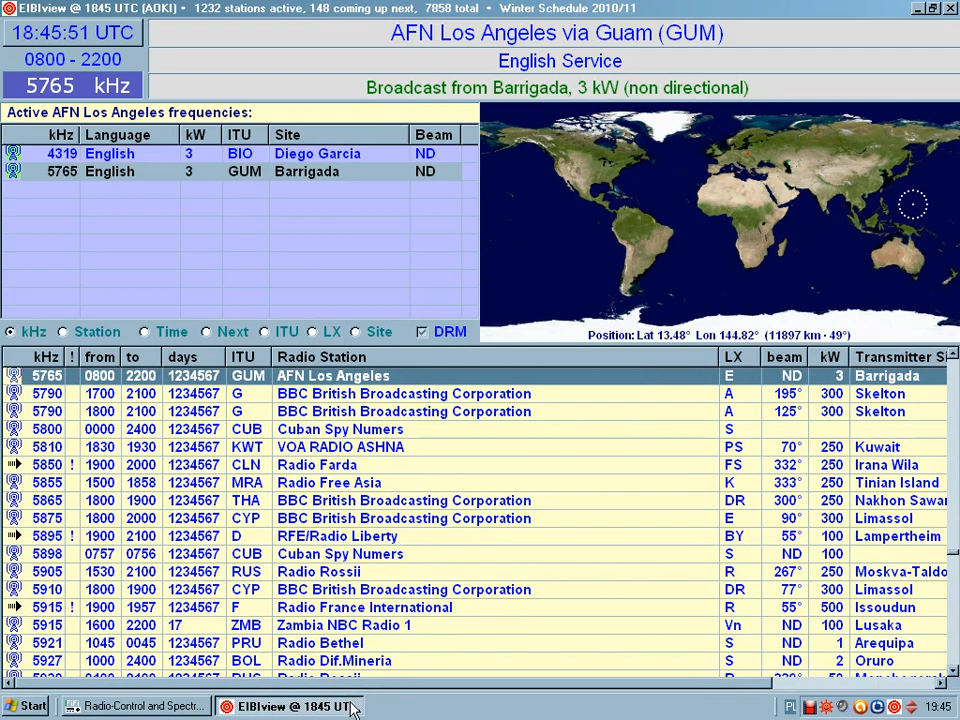 EIBIview @ 1845 UTC (AOKI) • 1232 stations active, 148 coming up next, 7858 total • Winter Schedule 2010/11
18:45:51 UTC
0800 - 2200
5765 kHz
AFN Los Angeles via Guam (GUM)
English Service
Broadcast from Barrigada, 3 kW (non directional)
Active AFN Los Angeles frequencies:
kHz Language kW ITU Site Beam
4319 English 3 BIO Diego Garcia ND
5765 English 3 GUM Barrigada ND
Position: Lat 13.48° Lon 144.82° (11897 km - 49°)
kHz Station Time Next ITU LX Site DRM
kHz ! from to days ITU Radio Station LX beam kW Transmitter Si
5765 0800 2200 1234567 GUM AFN Los Angeles E ND 3 Barrigada
5790 1700 2100 1234567 G BBC British Broadcasting Corporation A 195° 300 Skelton
5790 1800 2100 1234567 G BBC British Broadcasting Corporation A 125° 300 Skelton
5800 0000 2400 1234567 CUB Cuban Spy Numers S
5810 1830 1930 1234567 KWT VOA RADIO ASHNA PS 70° 250 Kuwait
5850 ! 1900 2000 1234567 CLN Radio Farda FS 332° 250 Irana Wila
5855 1500 1858 1234567 MRA Radio Free Asia K 333° 250 Tinian Island
5865 1800 1900 1234567 THA BBC British Broadcasting Corporation DR 300° 250 Nakhon Sawa
5875 1800 2000 1234567 CYP BBC British Broadcasting Corporation E 90° 300 Limassol
5895 ! 1900 2100 1234567 D RFE/Radio Liberty BY 55° 100 Lampertheim
5898 0757 0756 1234567 CUB Cuban Spy Numers S ND 100
5905 1530 2100 1234567 RUS Radio Rossii R 267° 250 Moskva-Taldo
5910 1800 1900 1234567 CYP BBC British Broadcasting Corporation DR 77° 300 Limassol
5915 ! 1900 1957 1234567 F Radio France International R 55° 500 Issoudun
5915 1600 2200 17 ZMB Zambia NBC Radio 1 Vn ND 100 Lusaka
5921 1045 0045 1234567 PRU Radio Bethel S ND 1 Arequipa
5927 1000 2400 1234567 BOL Radio Dif.Mineria S ND 2 Oruro
Start Radio-Control and Spectr... EIBIview @ 1845 UT PL 19:45